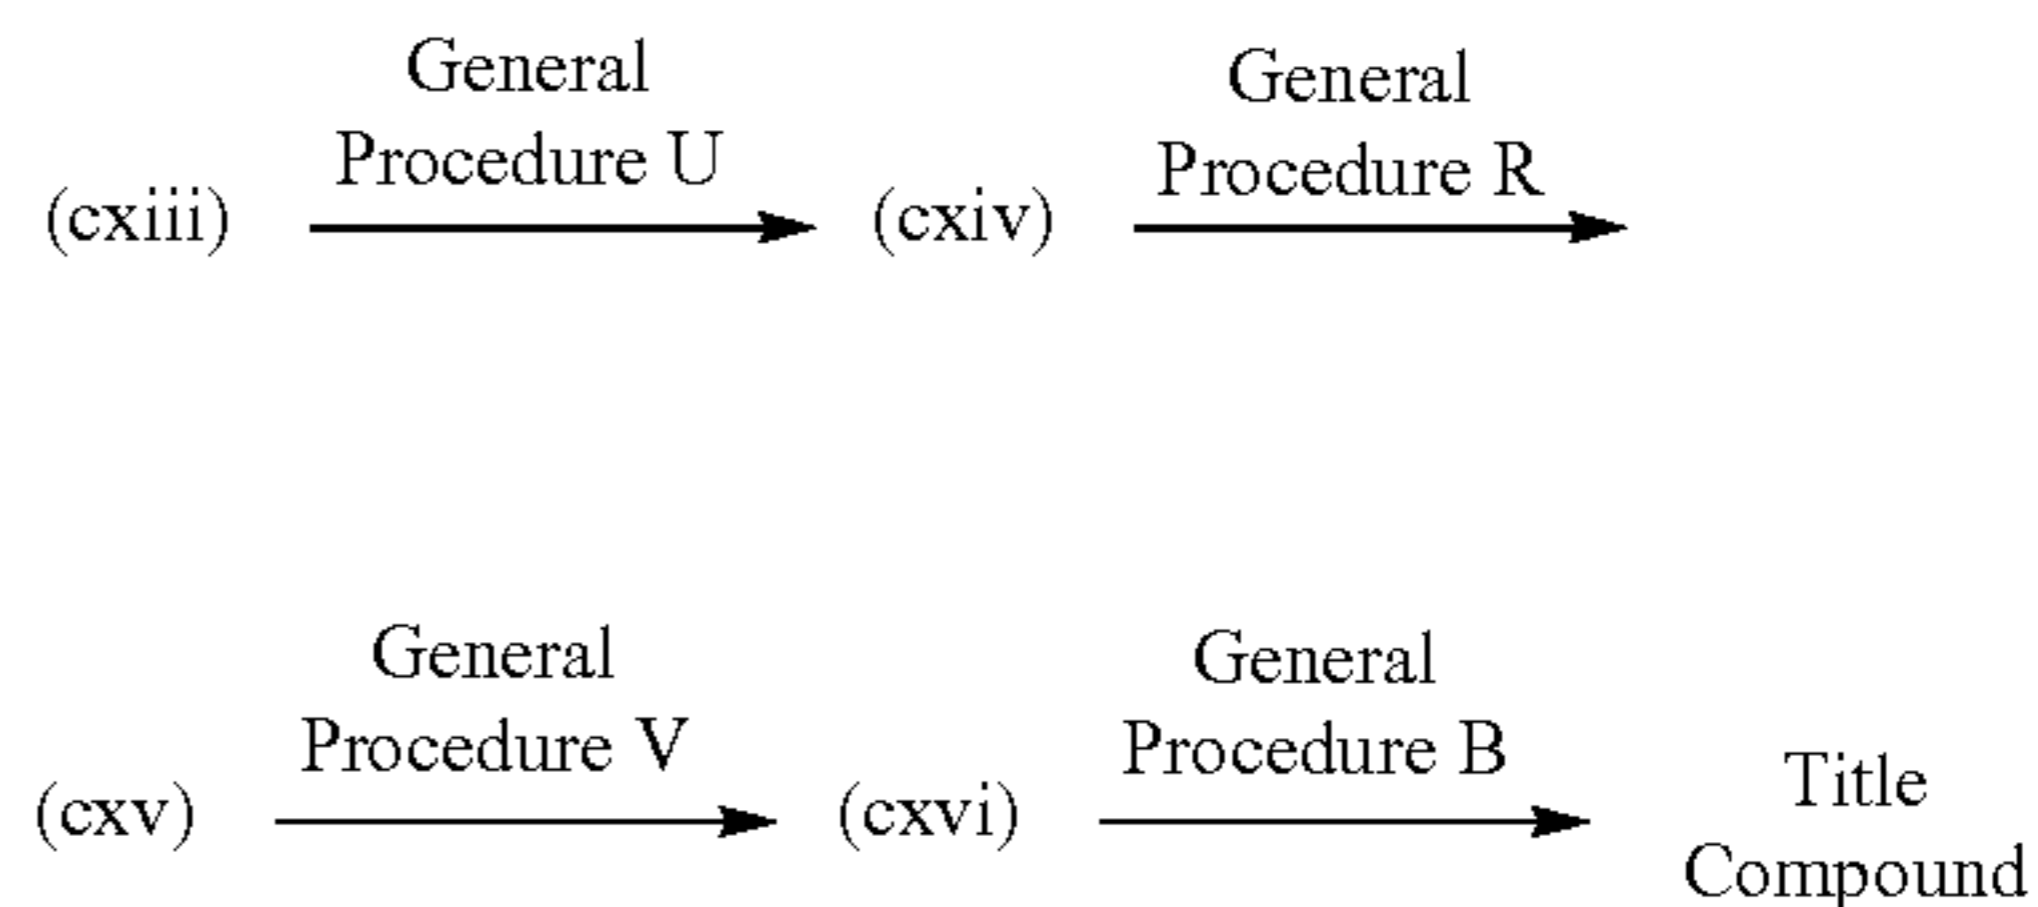 General
Procedure U
General
Procedure R
(cxiii)
(cxiv)
General
Procedure V
General
Procedure B
(cxv)
(cxvi)
Title
Compound